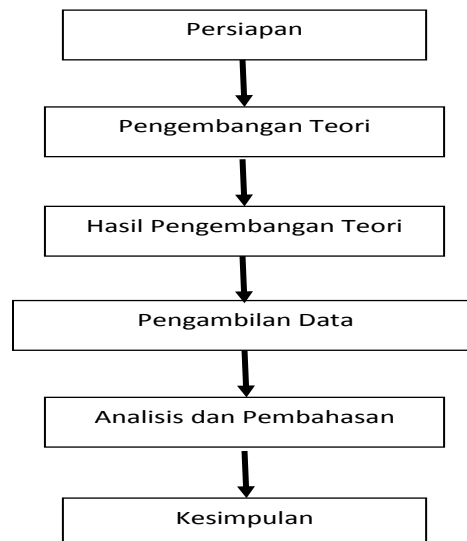 Persiapan
Pengembangan Teori
Hasil Pengembangan Teori
Pengambilan Data
Analisis dan Pembahasan
Kesimpulan